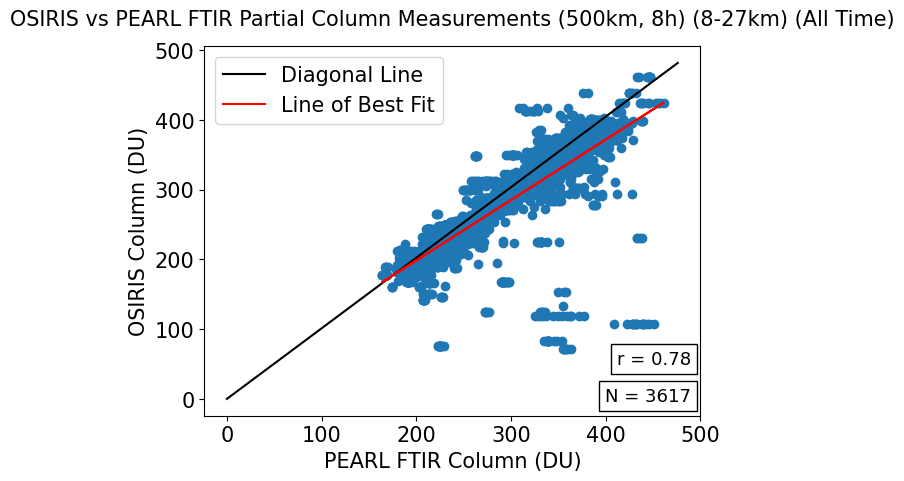 OSIRIS vs PEARL FTIR Partial Column Measurements (500km, 8h) (8-27km) (All Time)
500
400
300
200
100
0
OSIRIS Column (DU)
Diagonal Line
Line of Best Fit
r = 0.78
N = 3617
0 100 200 300 400 500
PEARL FTIR Column (DU)